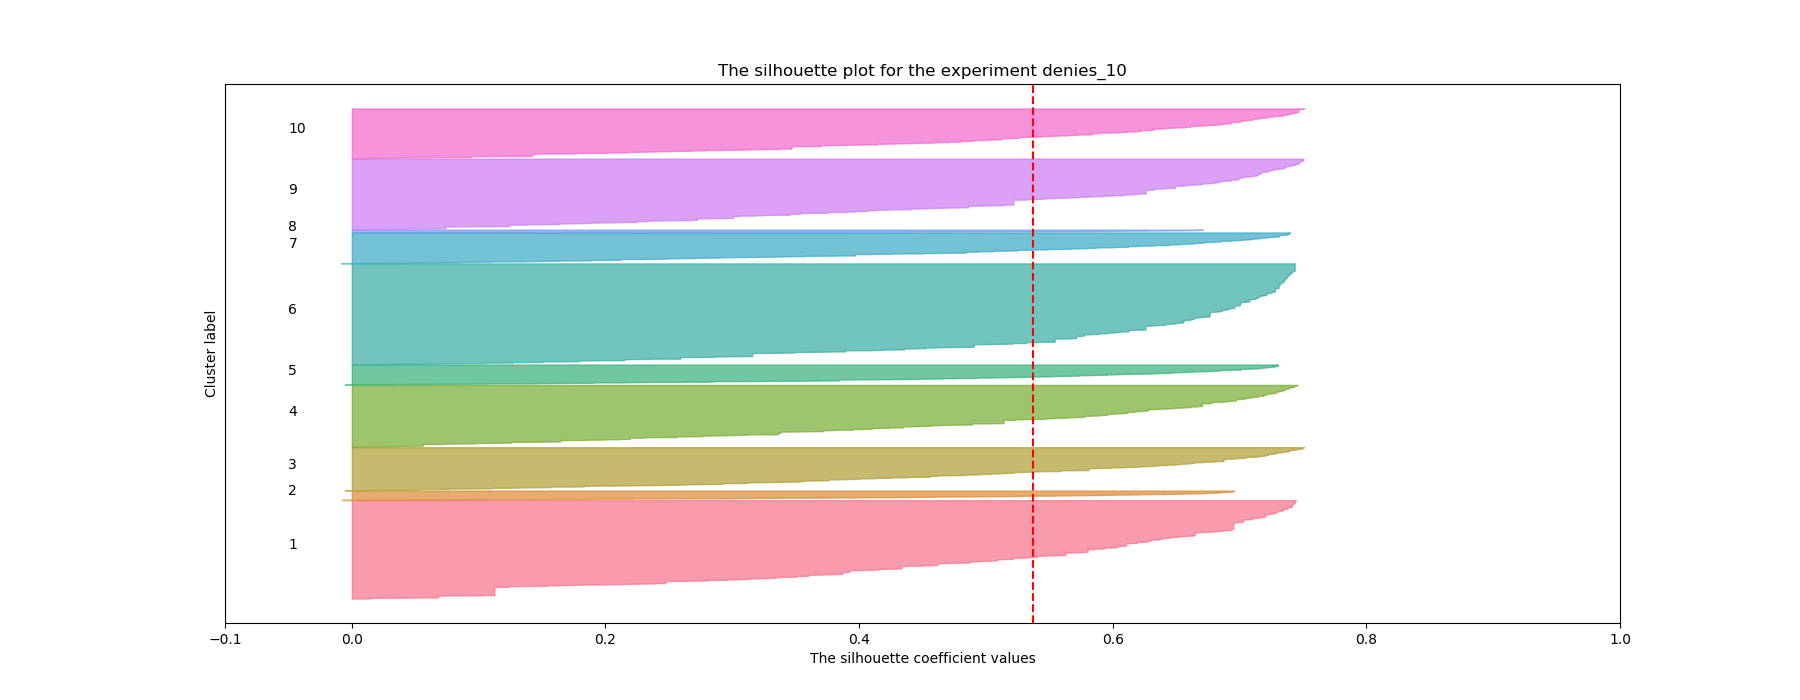 The silhouette plot for the experiment denies_10
10
9
8
7
6
5
4
3
2
1
Cluster label
−0.1 0.0 0.2 0.4 0.6 0.8 1.0
The silhouette coefficient values